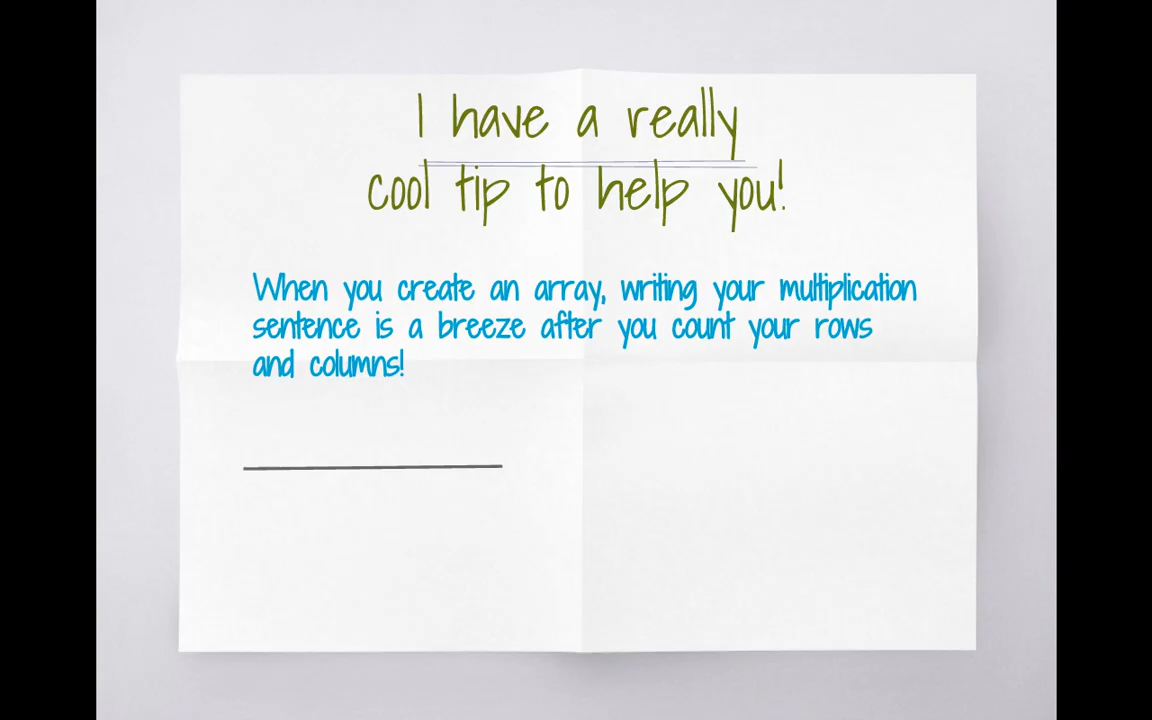 I have a really
cool tip to help you!
When you create an array, writing your multiplication
sentence is a breeze after you count your rows
and columns!